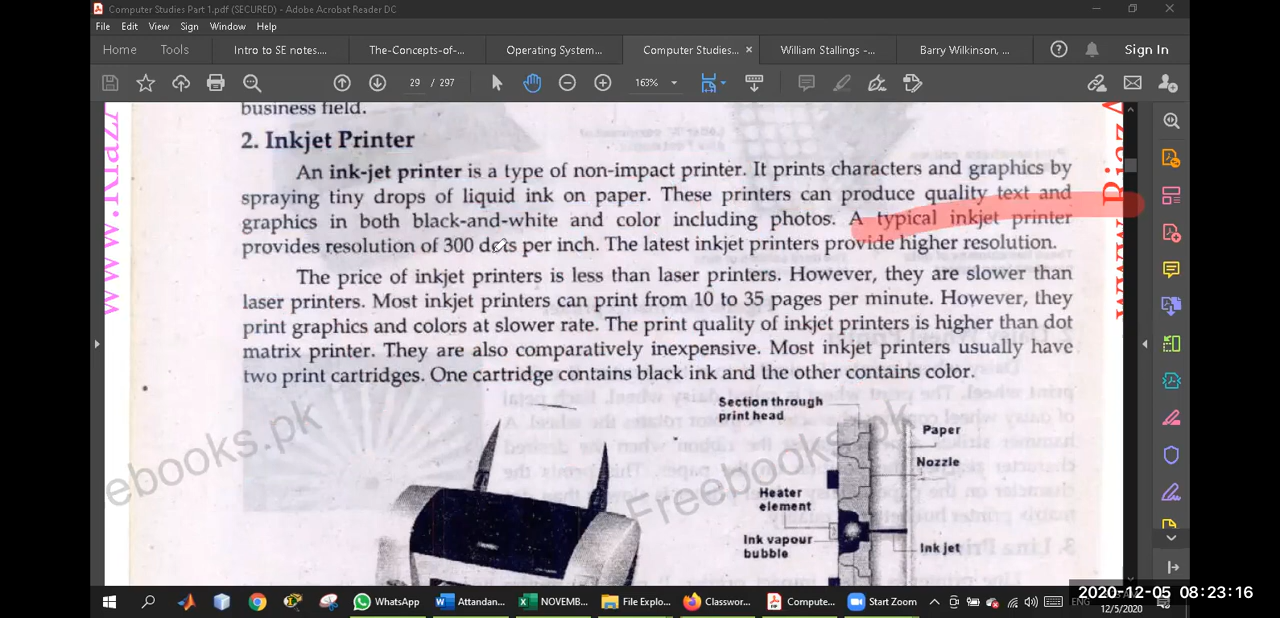 Computer Studies Part 1.pdf (SECURED) - Adobe Acrobat Reader DC
File Edit View Sign Window Help
Home Tools Intro to SE notes.... The-Concepts-of-... Operating System... Computer Studies... × William Stallings -... Barry Wilkinson, ... Sign In
29 / 297 163%
business field.
2. Inkjet Printer
An ink-jet printer is a type of non-impact printer. It prints characters and graphics by
spraying tiny drops of liquid ink on paper. These printers can produce quality text and
graphics in both black-and-white and color including photos. A typical inkjet printer
provides resolution of 300 dots per inch. The latest inkjet printers provide higher resolution.
The price of inkjet printers is less than laser printers. However, they are slower than
laser printers. Most inkjet printers can print from 10 to 35 pages per minute. However, they
print graphics and colors at slower rate. The print quality of inkjet printers is higher than dot
matrix printer. They are also comparatively inexpensive. Most inkjet printers usually have
two print cartridges. One cartridge contains black ink and the other contains color.
Section through
print head
Paper
Nozzle
Heater
element
Ink vapour
bubble
Ink jet
ebooks.pk
Freebooks.pk
WhatsApp Attandan... NOVEMB... File Explo... Classwor... Compute... Start Zoom ENG
12/5/2020
2020-12-05 08:23:16